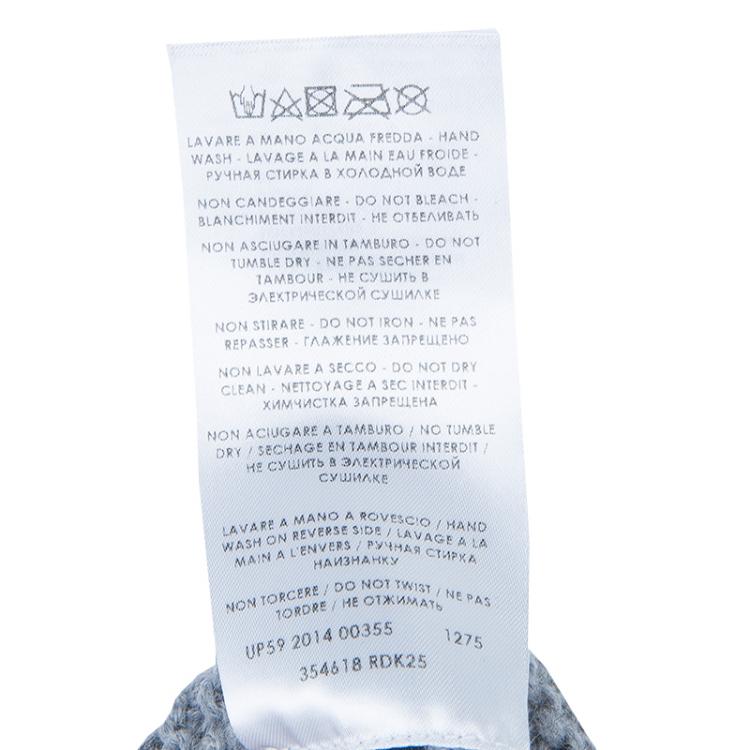 LAVARE A MANO ACQUA FREDDA - HAND
WASH - LAVAGE A LA MAIN EAU FROIDE -
РУЧНАЯ СТИРКА В ХОЛОДНОЙ ВОДЕ
NON CANDEGGIARE - DO NOT BLEACH -
BLANCHIMENT INTERDIT - НЕ ОТБЕЛИВАТЬ
NON ASCIUGARE IN TAMBURO - DO NOT
TUMBLE DRY - NE PAS SECHER EN
TAMBOUR - НЕ СУШИТЬ В
ЭЛЕКТРИЧЕСКОЙ СУШИЛКЕ
NON STIRARE - DO NOT IRON - NE PAS
REPASSER - ГЛАЖЕНИЕ ЗАПРЕЩЕНО
NON LAVARE A SECCO - DO NOT DRY
CLEAN - NETTOYAGE A SEC INTERDIT -
ХИМЧИСТКА ЗАПРЕЩЕНА
NON ACIUGARE A TAMBURO / NO TUMBLE
DRY / SECHAGE EN TAMBOUR INTERDIT /
НЕ СУШИТЬ В ЭЛЕКТРИЧЕСКОЙ
СУШИЛКЕ
LAVARE A MANO A ROVESCIO / HAND
WASH ON REVERSE SIDE / LAVAGE A LA
MAIN A L'ENVERS / РУЧНАЯ СТИРКА
НАИЗНАНКУ
NON TORCERE / DO NOT TWIST / NE PAS
TORDRE / НЕ ОТЖИМАТЬ
UP59 2014 00355 1275
354618 RDK25